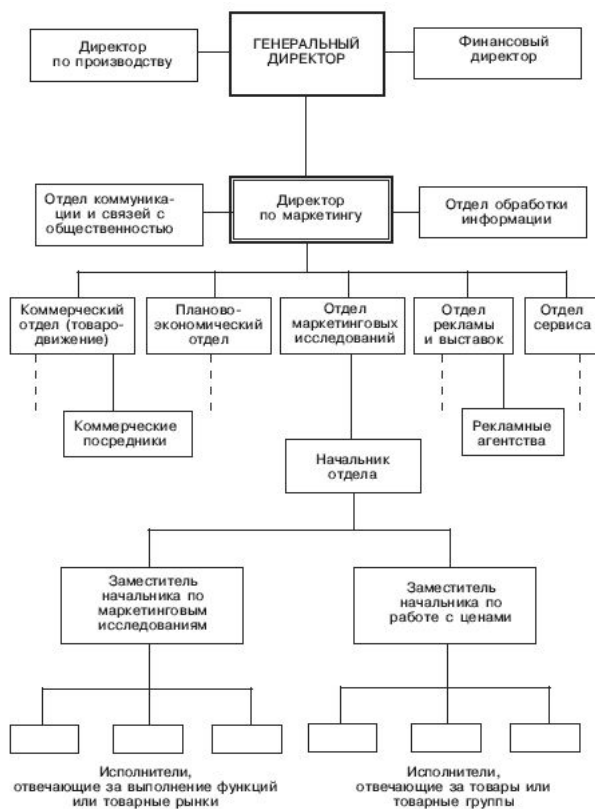 Директор
по производству
ГЕНЕРАЛЬНЫЙ
ДИРЕКТОР
Финансовый
директор
Отдел коммуника-
ции и связей с
общественностью
Директор
по маркетингу
Отдел обработки
информации
Коммерческий
отдел (товаро-
движение)
Планово-
экономический
отдел
Отдел
маркетинговых
исследований
Отдел
рекламы
и выставок
Отдел
сервиса
Коммерческие
посредники
Рекламные
агентства
Начальник
отдела
Заместитель
начальника по
маркетинговым
исследованиям
Заместитель
начальника по
работе с ценами
Исполнители,
отвечающие за выполнение функций
или товарные рынки
Исполнители,
отвечающие за товары или
товарные группы